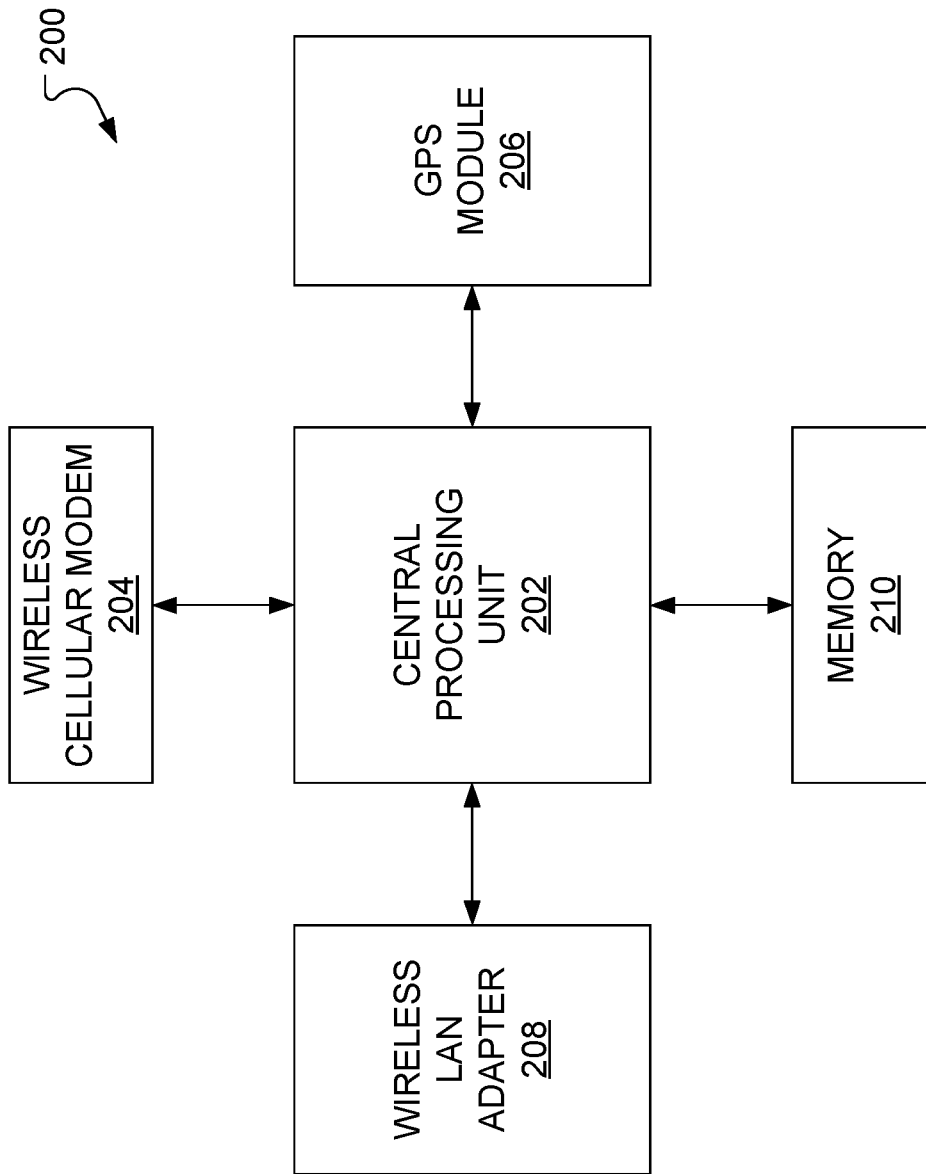 200
WIRELESS
CELLULAR MODEM
204
WIRELESS
LAN
ADAPTER
208
CENTRAL
PROCESSING
UNIT
202
GPS
MODULE
206
MEMORY
210